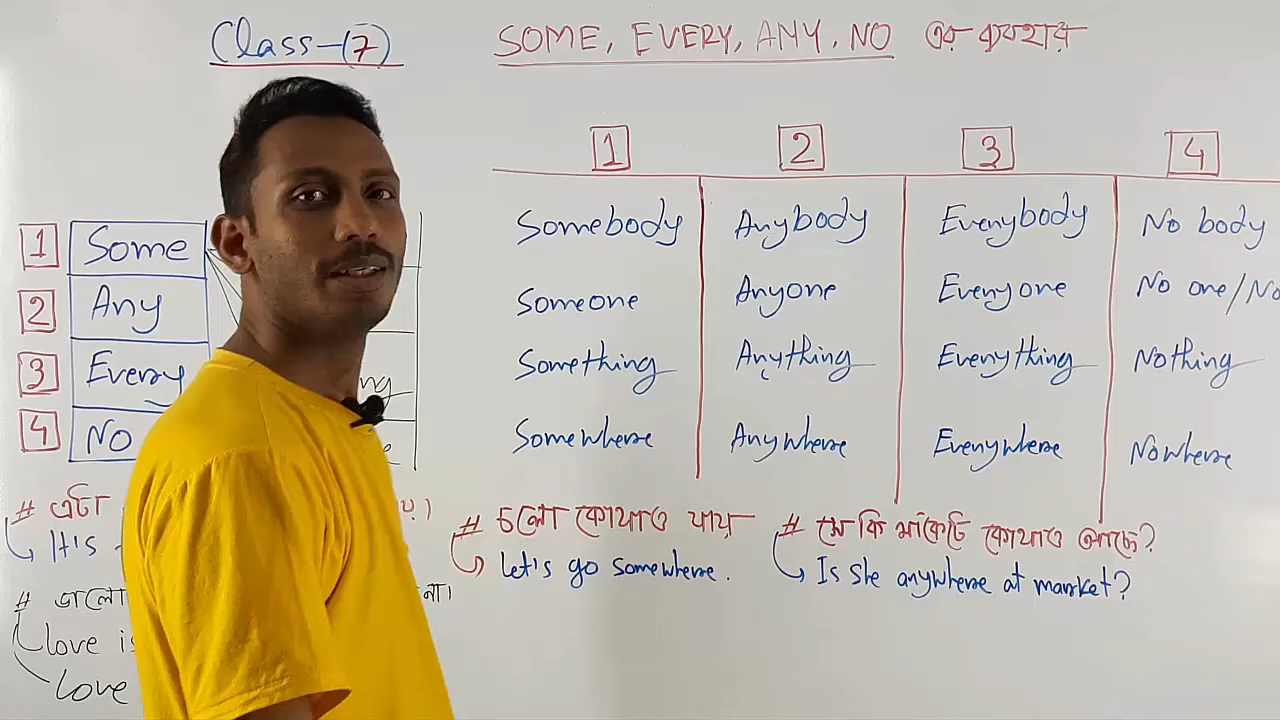 Class-(7)
SOME, EVERY, ANY, NO এর ব্যবহার
1 Some
2 Any
3 Every
4 NO
1 2 3 4
Somebody Anybody Everybody No body
Someone Anyone Everyone No one/No
Something Anything Everything Nothing
Somewhere Anywhere Everywhere Nowhere
# এটা
It's
# ভালো না।
love is
love
# চলো কোথাও যায়
Let's go somewhere.
# সে কি মার্কেটে কোথাও আছে?
Is she anywhere at market?